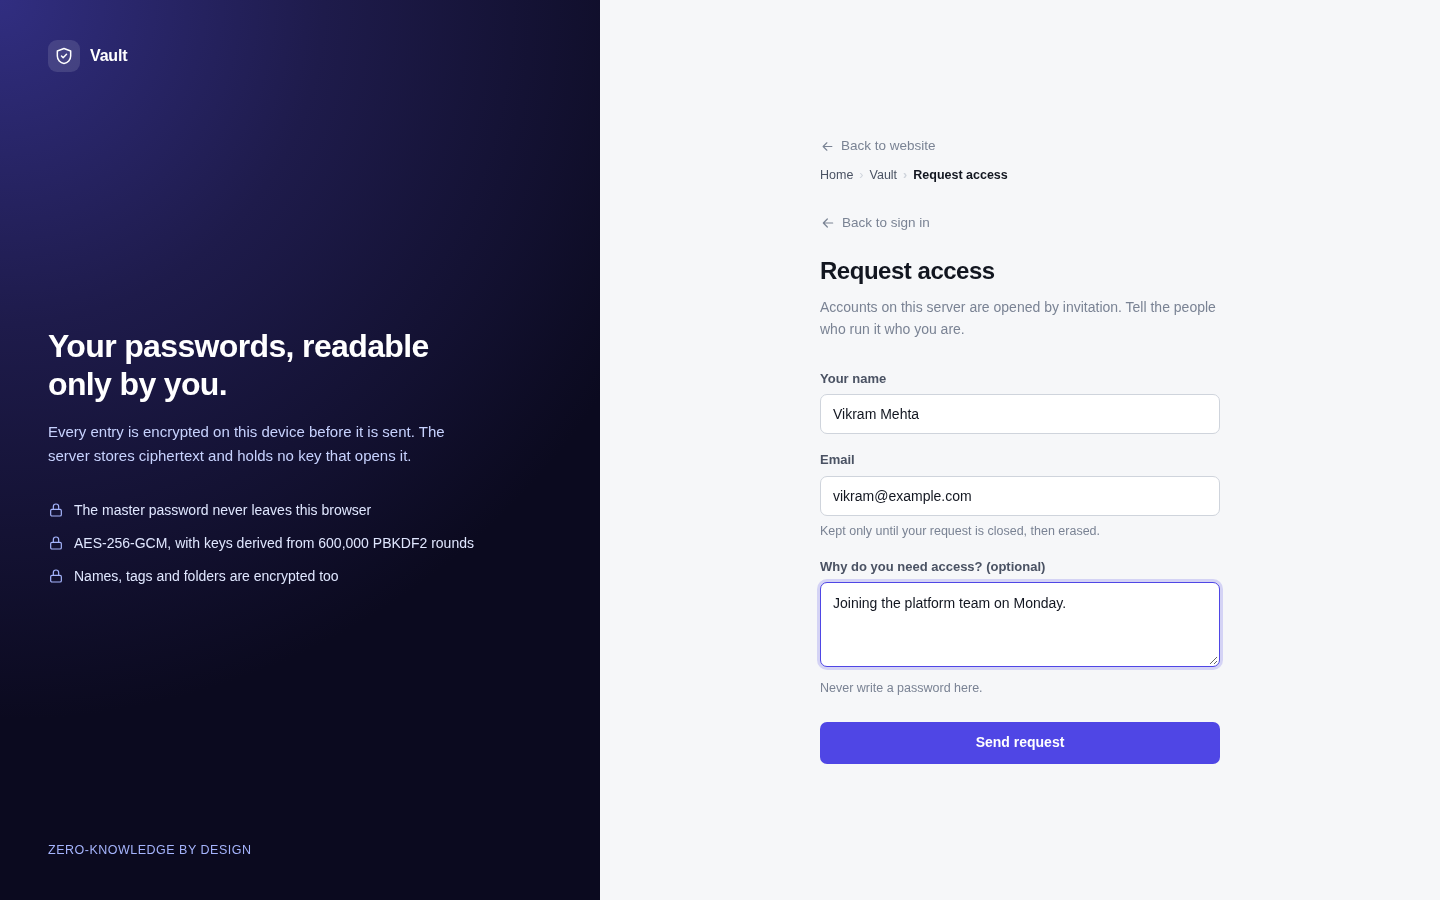 Vault
Your passwords, readable
only by you.
Every entry is encrypted on this device before it is sent. The
server stores ciphertext and holds no key that opens it.
The master password never leaves this browser
AES-256-GCM, with keys derived from 600,000 PBKDF2 rounds
Names, tags and folders are encrypted too
ZERO-KNOWLEDGE BY DESIGN
Back to website
Home › Vault › Request access
Back to sign in
Request access
Accounts on this server are opened by invitation. Tell the people
who run it who you are.
Your name
Vikram Mehta
Email
vikram@example.com
Kept only until your request is closed, then erased.
Why do you need access? (optional)
Joining the platform team on Monday.
Never write a password here.
Send request